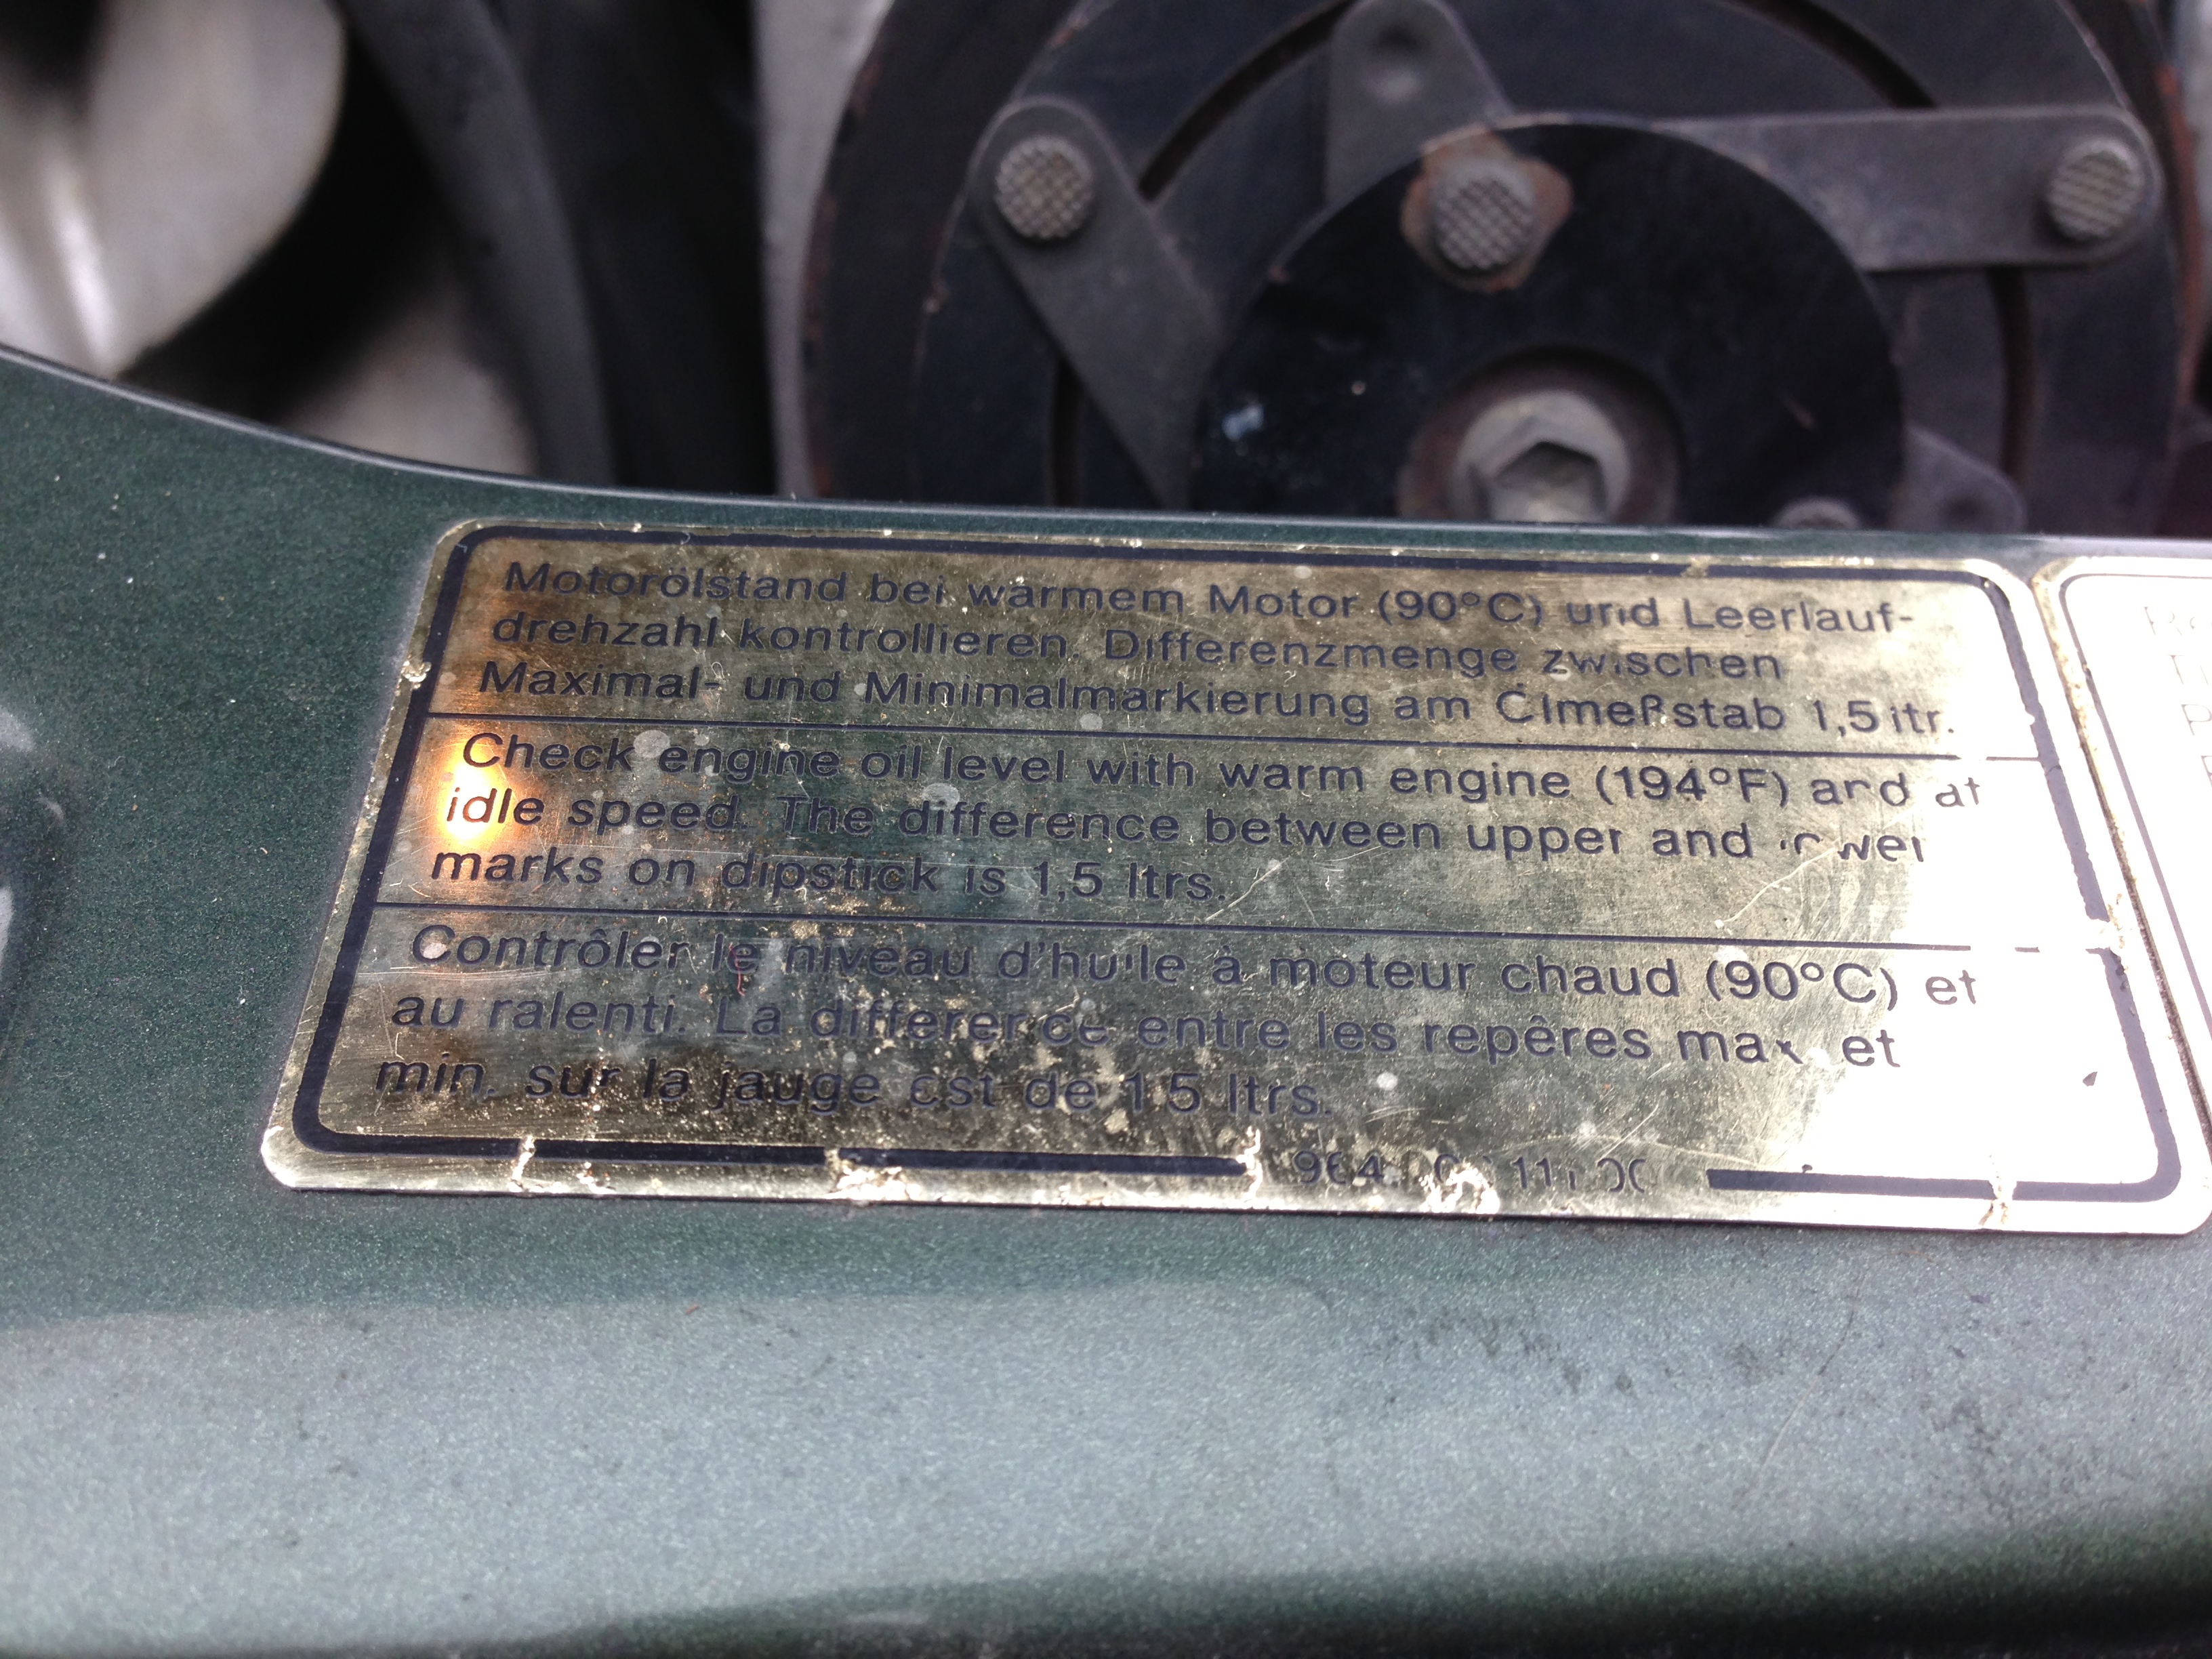 Motorölstand bei warmem Motor (90°C) und Leerlauf-
drehzahl kontrollieren. Differenzmenge zwischen
Maximal- und Minimalmarkierung am Ölmeßstab 1,5 ltr.
Check engine oil level with warm engine (194°F) and at
idle speed. The difference between upper and lower
marks on dipstick is 1,5 ltrs.
Contrôler le niveau d'huile à moteur chaud (90°C) et
au ralenti. La différence entre les repêres max. et
min. sur la jauge est de 1,5 ltrs.